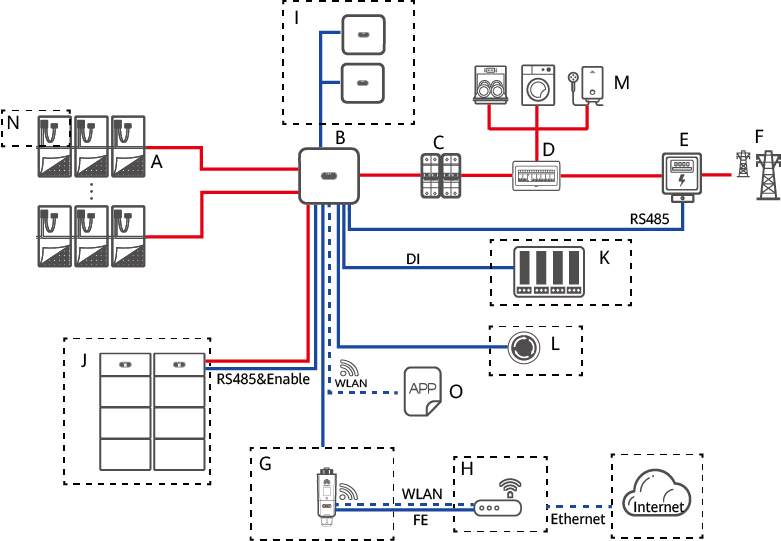 I
M
N
B
C
D
E
F
A
RS485
DI
K
L
J
RS485&Enable
WLAN
APP
O
G
H
WLAN
FE
Ethernet
Internet